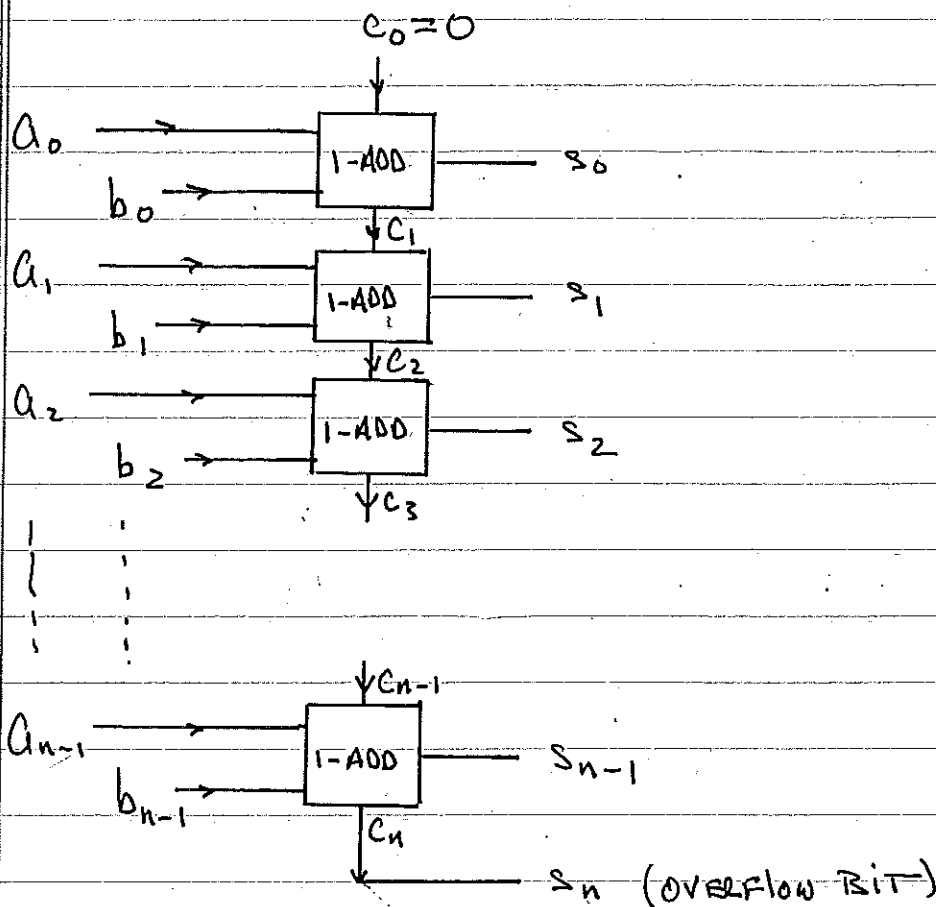 c₀=0
a₀ 1-ADD s₀
b₀
c₁
a₁ 1-ADD s₁
b₁
c₂
a₂ 1-ADD s₂
b₂
c₃
cₙ₋₁
aₙ₋₁ 1-ADD sₙ₋₁
bₙ₋₁
cₙ
sₙ (OVERFLOW BIT)